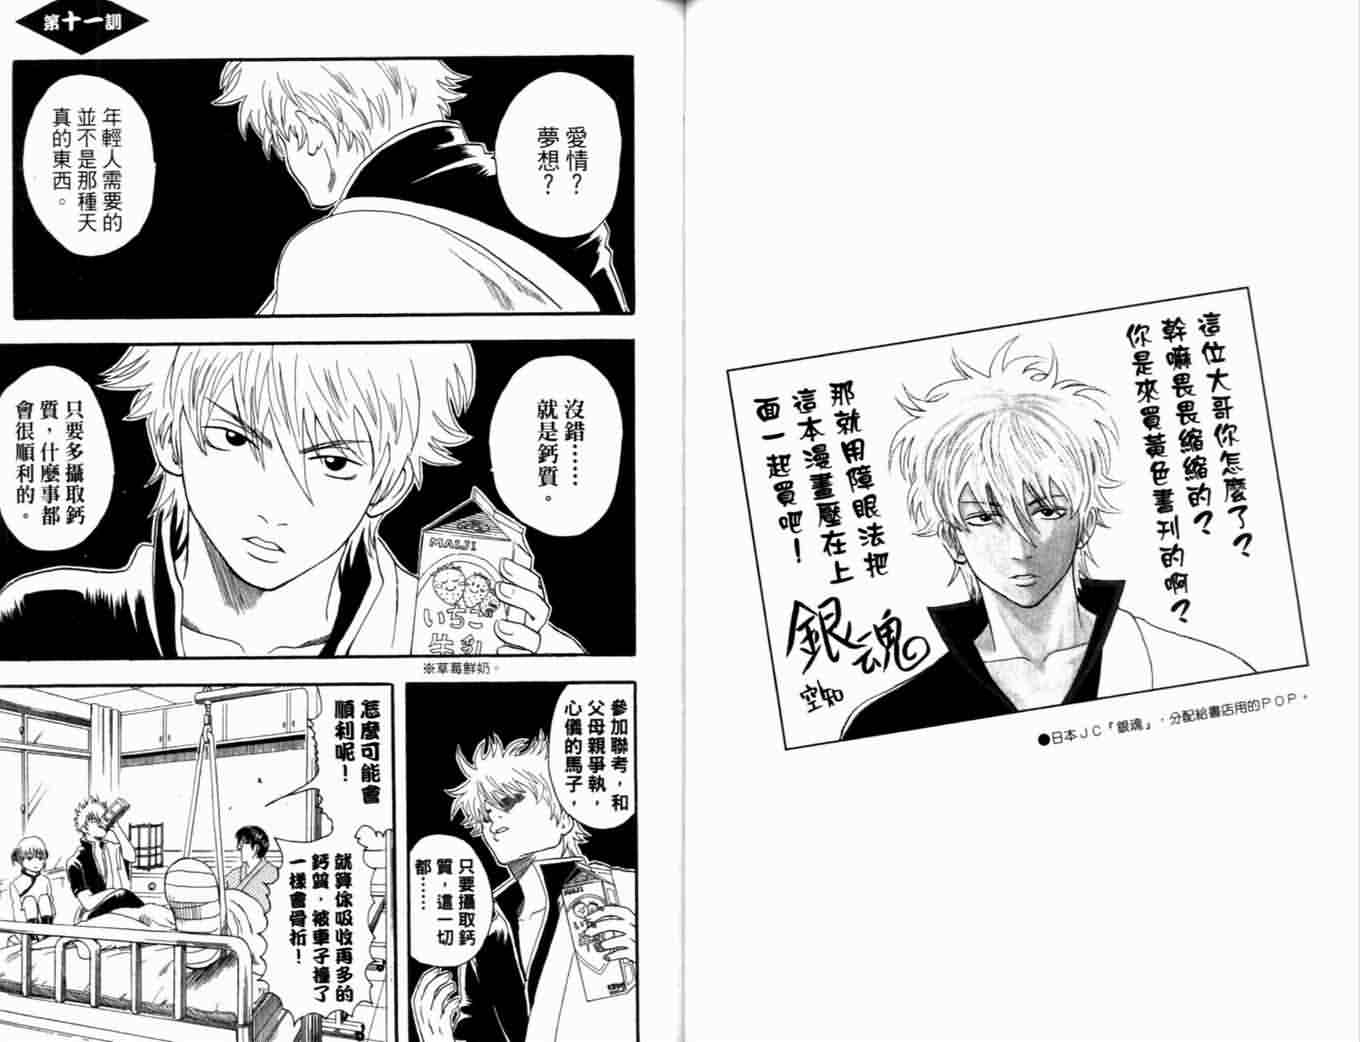 這位大哥你怎麼了？
幹嘛畏畏縮縮的？
你是來買黃色書刊的啊？
那就用障眼法把
這本漫畫壓在上
面一起買吧！
銀魂
空知
●日本ＪＣ『銀魂』，分配給書店用的ＰＯＰ。
第十一訓
愛情？
夢想？
年輕人需要的
並不是那種天
真的東西。
沒錯……
就是鈣質。
只要多攝取鈣
質，什麼事都
會很順利的。
MAIJI
いちご
牛乳
※草莓鮮奶。
參加聯考，和
父母親爭執，
心儀的馬子，
只要攝取鈣
質，這一切
都……
MAIJI
いちご
牛乳
怎麼可能會
順利呢！
就算你吸收再多的
鈣質，被車子撞了
一樣會骨折！